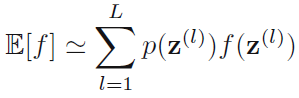 𝔼[f] ≃ ∑_{l=1}^{L} p(𝐳^{(l)}) f(𝐳^{(l)})